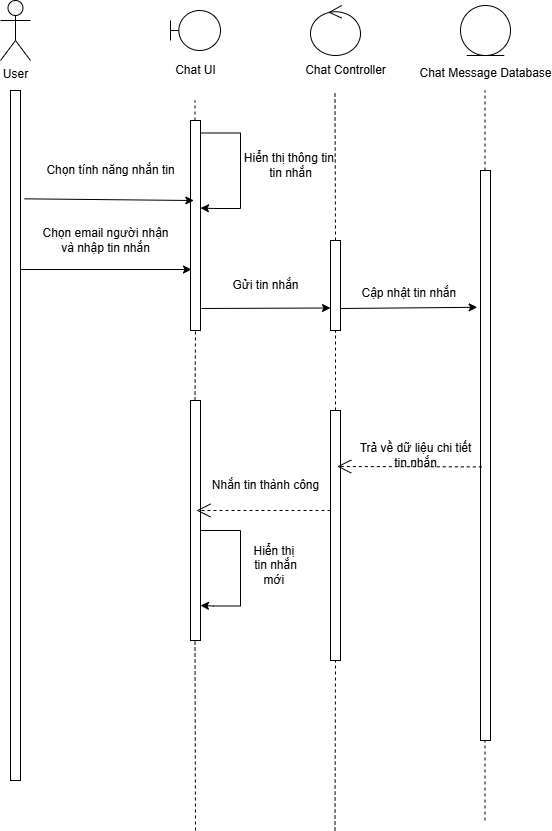 User
Chat UI
Chat Controller
Chat Message Database
Hiển thị thông tin
tin nhắn
Chọn tính năng nhắn tin
Chọn email người nhận
và nhập tin nhắn
Gửi tin nhắn
Cập nhật tin nhắn
Trả về dữ liệu chi tiết
tin nhắn
Nhắn tin thành công
Hiển thị
tin nhắn
mới